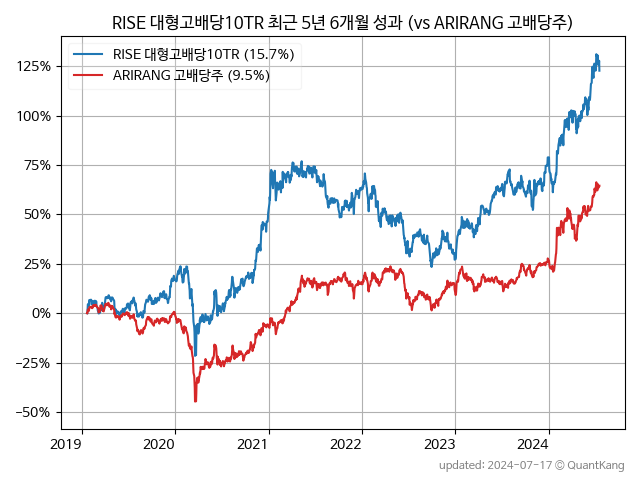 RISE 대형고배당10TR 최근 5년 6개월 성과 (vs ARIRANG 고배당주)
RISE 대형고배당10TR (15.7%)
ARIRANG 고배당주 (9.5%)
125%
100%
75%
50%
25%
0%
−25%
−50%
2019 2020 2021 2022 2023 2024
updated: 2024-07-17 © QuantKang